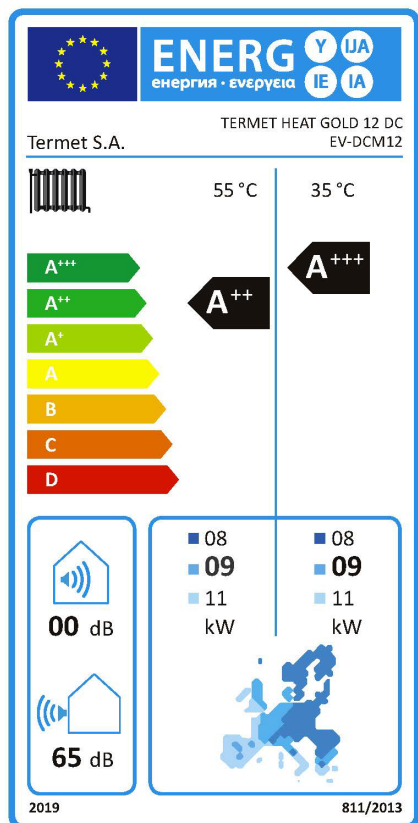 ENERG Y IJA
енергия · ενεργεια IE IA
TERMET HEAT GOLD 12 DC
Termet S.A. EV-DCM12
55 °C 35 °C
A+++ A+++
A++ A++
A+
A
B
C
D
08 08
09 09
11 11
kW kW
00 dB
65 dB
2019 811/2013